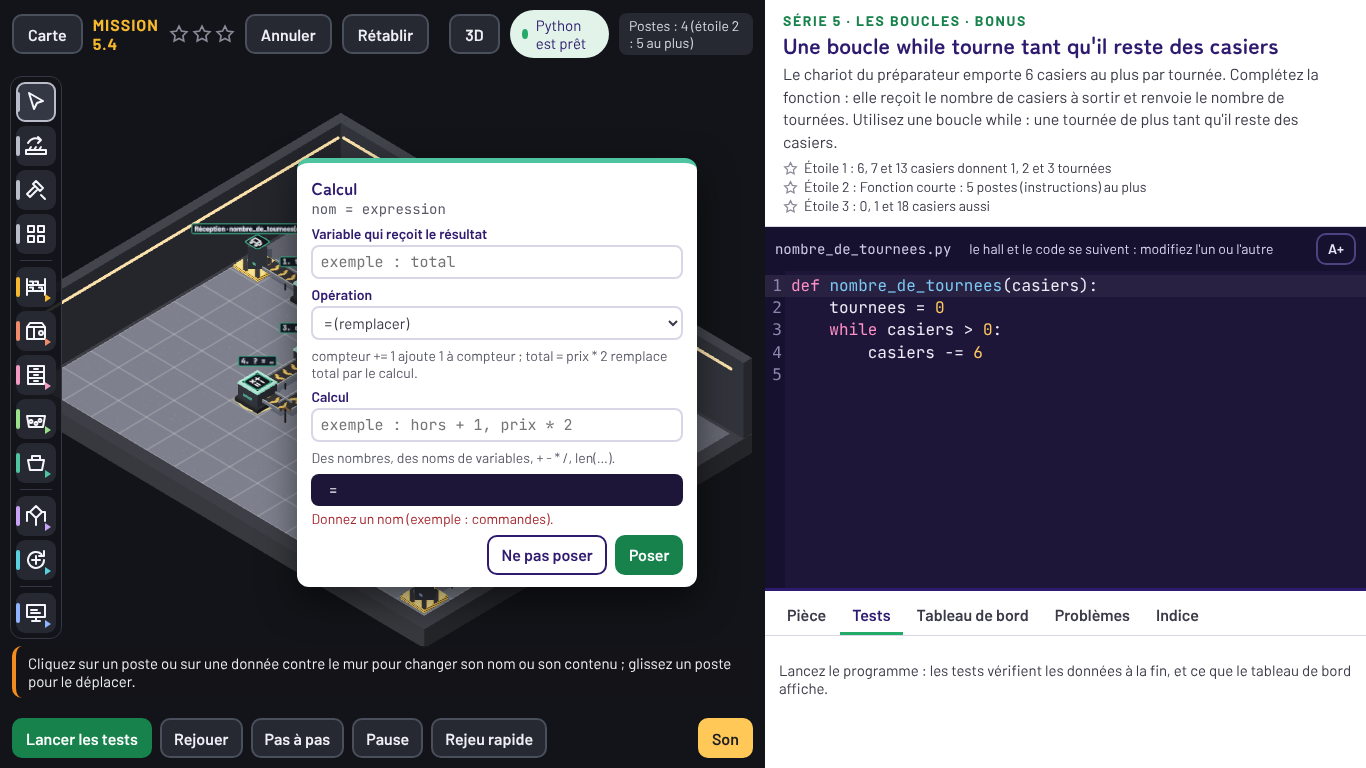 Carte
MISSION
5.4
Annuler
Rétablir
3D
Python
est prêt
Postes : 4 (étoile 2
: 5 au plus)
Réception · nombre_de_tournees(
Calcul
nom = expression
Variable qui reçoit le résultat
exemple : total
Opération
= (remplacer)
compteur += 1 ajoute 1 à compteur ; total = prix * 2 remplace
total par le calcul.
Calcul
exemple : hors + 1, prix * 2
Des nombres, des noms de variables, + - * /, len(...).
=
Donnez un nom (exemple : commandes).
Ne pas poser
Poser
4. ? = …
Cliquez sur un poste ou sur une donnée contre le mur pour changer son nom ou son contenu ; glissez un poste
pour le déplacer.
Lancer les tests
Rejouer
Pas à pas
Pause
Rejeu rapide
Son
SÉRIE 5 · LES BOUCLES · BONUS
Une boucle while tourne tant qu'il reste des casiers
Le chariot du préparateur emporte 6 casiers au plus par tournée. Complétez la
fonction : elle reçoit le nombre de casiers à sortir et renvoie le nombre de
tournées. Utilisez une boucle while : une tournée de plus tant qu'il reste des
casiers.
Étoile 1 : 6, 7 et 13 casiers donnent 1, 2 et 3 tournées
Étoile 2 : Fonction courte : 5 postes (instructions) au plus
Étoile 3 : 0, 1 et 18 casiers aussi
nombre_de_tournees.py
le hall et le code se suivent : modifiez l'un ou l'autre
A+
1 def nombre_de_tournees(casiers):
2 tournees = 0
3 while casiers > 0:
4 casiers -= 6
5
Pièce
Tests
Tableau de bord
Problèmes
Indice
Lancez le programme : les tests vérifient les données à la fin, et ce que le tableau de bord
affiche.